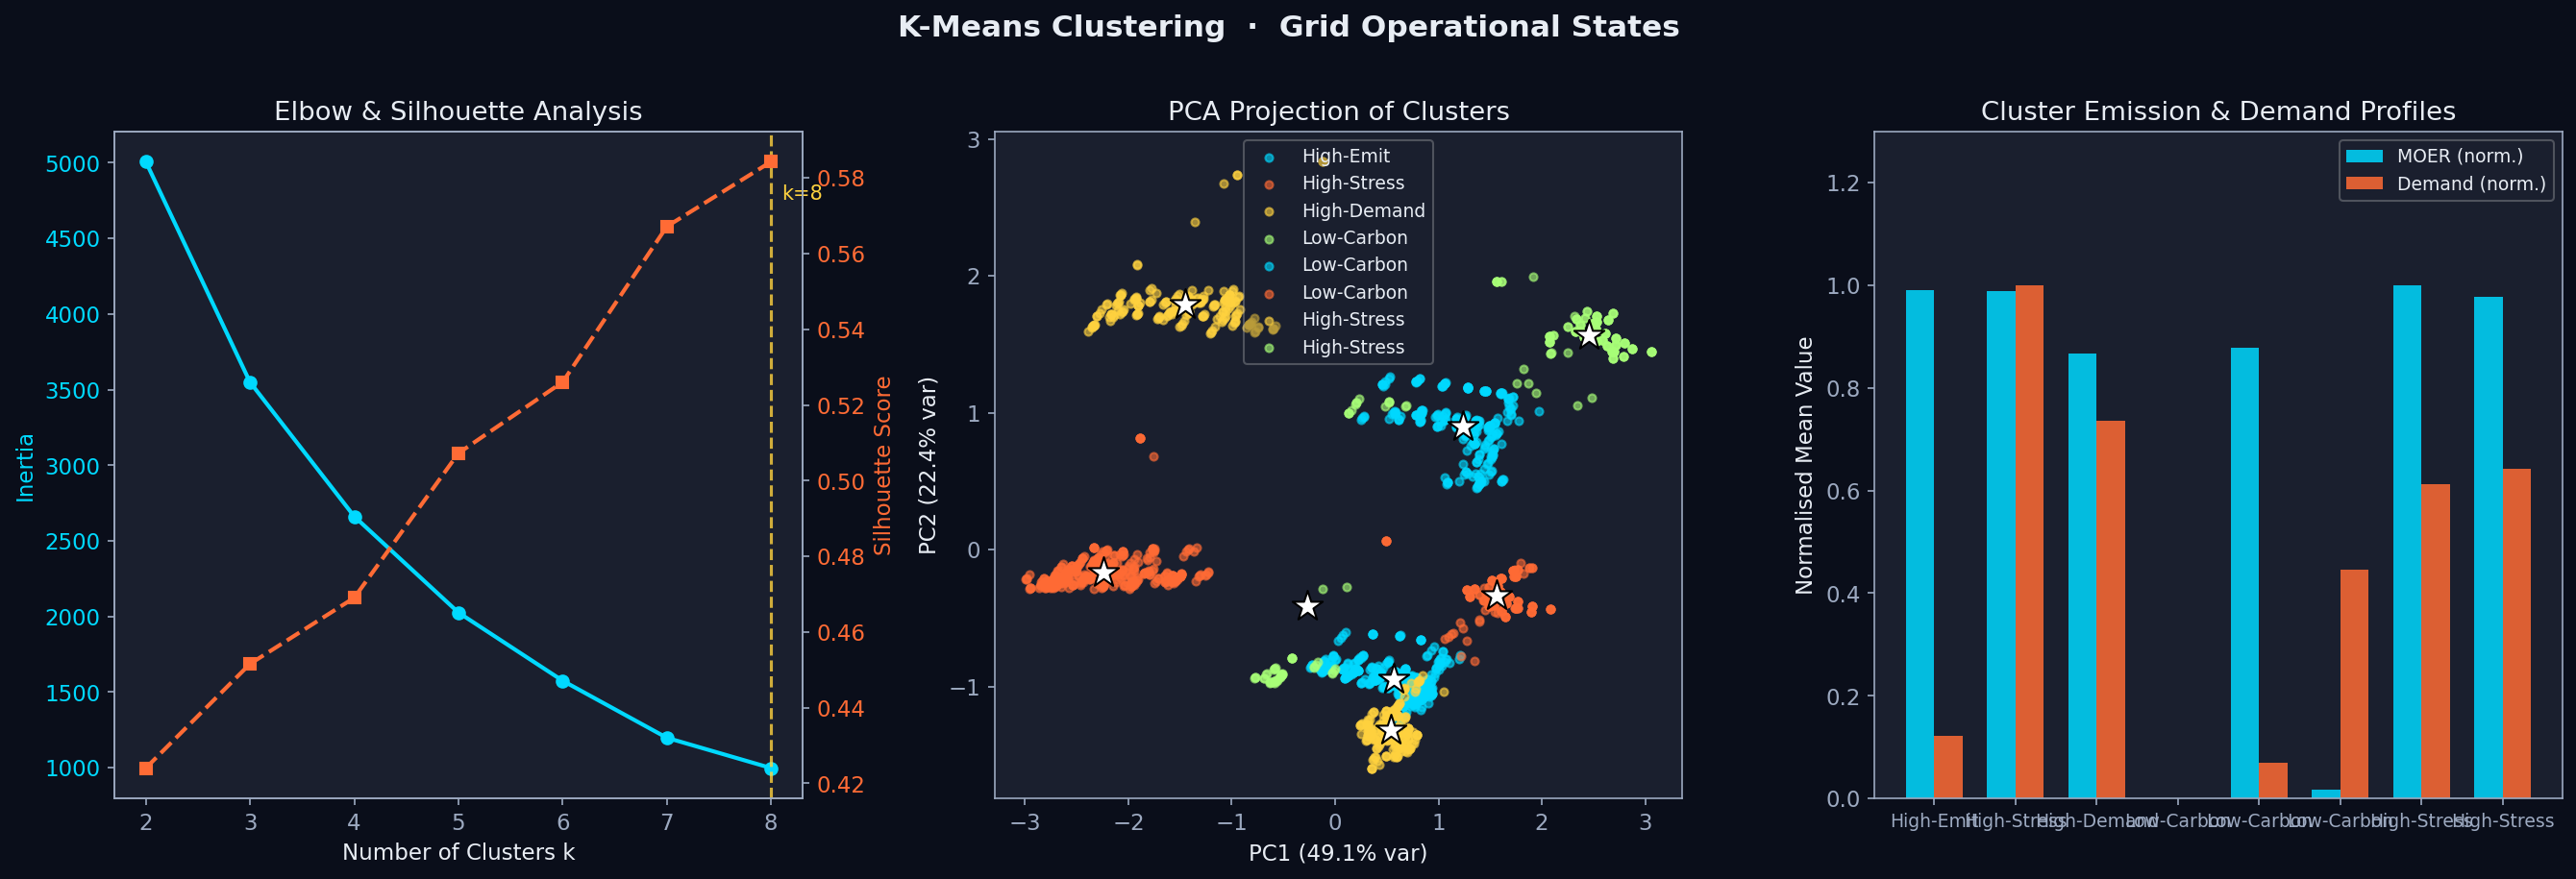 K-Means Clustering · Grid Operational States
Elbow & Silhouette Analysis
Inertia
5000
4500
4000
3500
3000
2500
2000
1500
1000
k=8
0.58
0.56
0.54
0.52
0.50
0.48
0.46
0.44
0.42
Silhouette Score
2 3 4 5 6 7 8
Number of Clusters k
PCA Projection of Clusters
PC2 (22.4% var)
3
2
1
0
−1
High-Emit
High-Stress
High-Demand
Low-Carbon
Low-Carbon
Low-Carbon
High-Stress
High-Stress
−3 −2 −1 0 1 2 3
PC1 (49.1% var)
Cluster Emission & Demand Profiles
Normalised Mean Value
1.2
1.0
0.8
0.6
0.4
0.2
0.0
MOER (norm.)
Demand (norm.)
High-Emit High-Stress High-Demand Low-Carbon Low-Carbon Low-Carbon High-Stress High-Stress